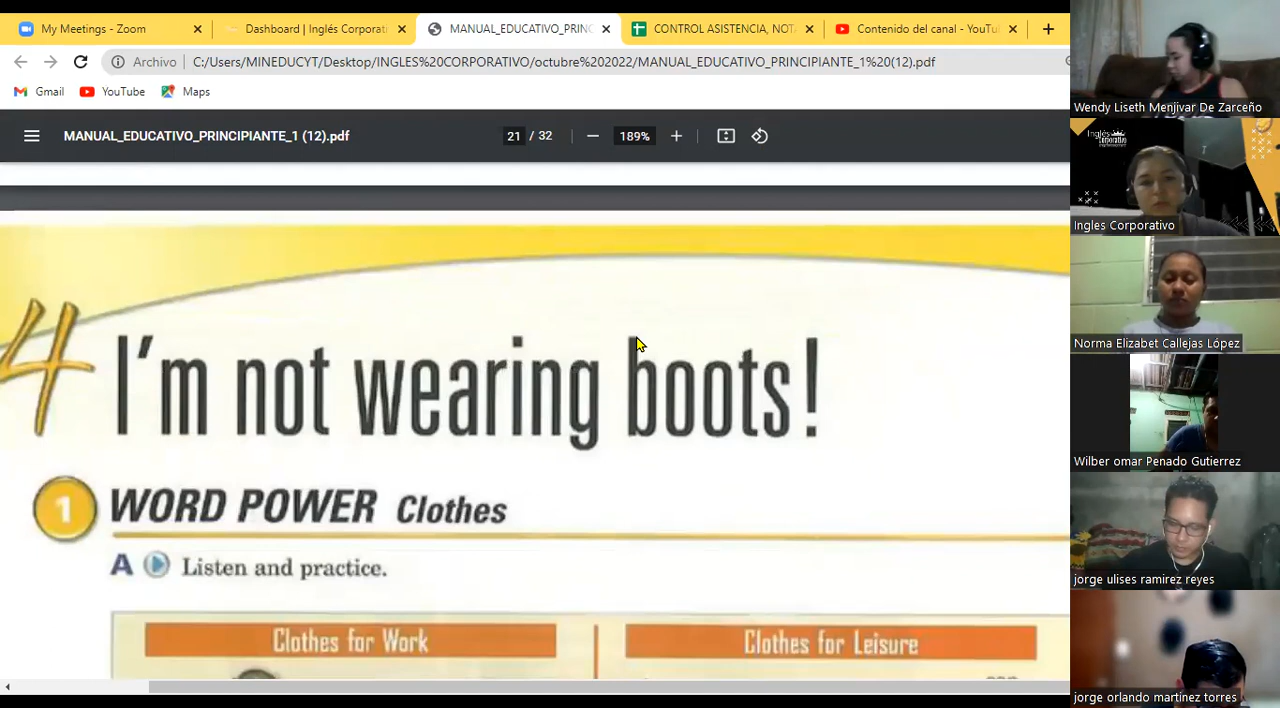 My Meetings - Zoom
Dashboard | Inglés Corporati
MANUAL_EDUCATIVO_PRINC
CONTROL ASISTENCIA, NOT
Contenido del canal - YouTu
Archivo
C:/Users/MINEDUCYT/Desktop/INGLES%20CORPORATIVO/octubre%202022/MANUAL_EDUCATIVO_PRINCIPIANTE_1%20(12).pdf
Gmail
YouTube
Maps
MANUAL_EDUCATIVO_PRINCIPIANTE_1 (12).pdf
21 / 32
189%
4 I'm not wearing boots!
1 WORD POWER Clothes
A Listen and practice.
Clothes for Work
Clothes for Leisure
Wendy Liseth Menjivar De Zarceño
Inglés Corporativo
Ingles Corporativo
Norma Elizabet Callejas López
Wilber omar Penado Gutierrez
jorge ulises ramirez reyes
jorge orlando martínez torres